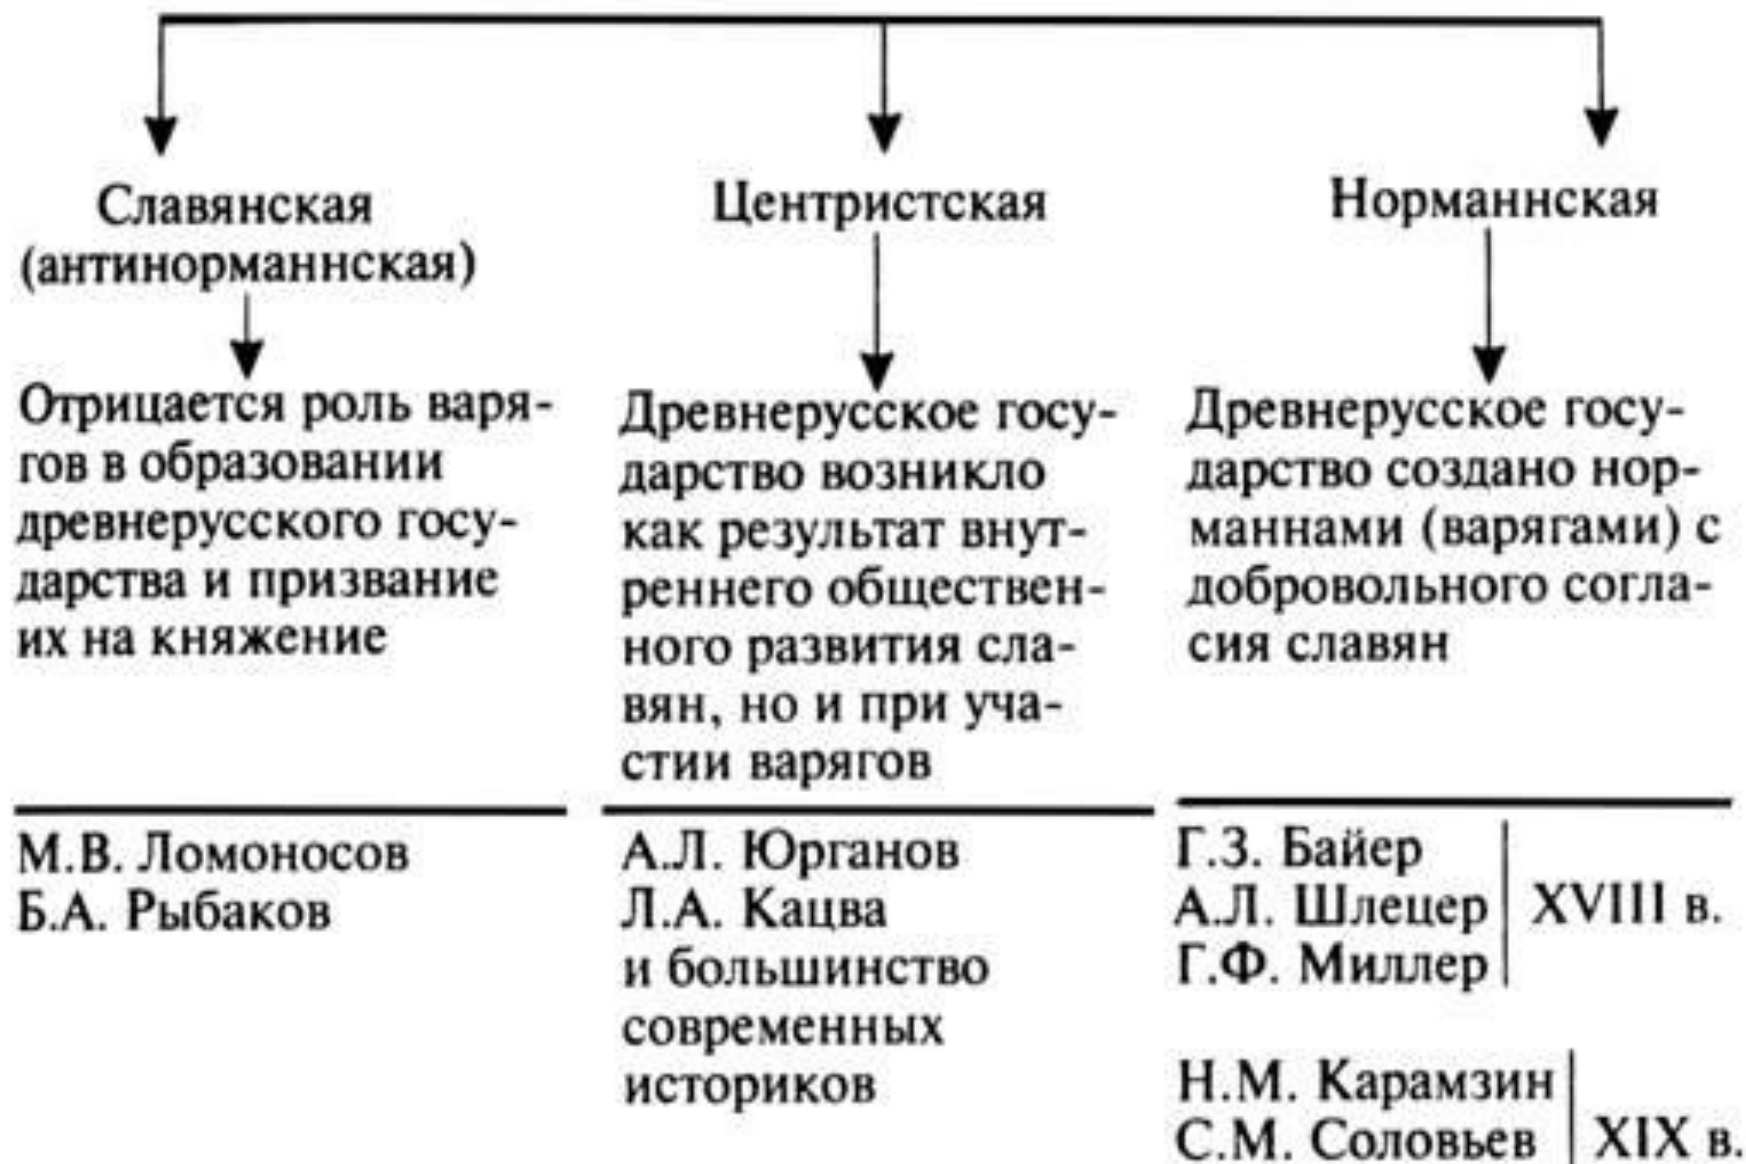 Славянская
(антинорманнская)
Отрицается роль варя-
гов в образовании
древнерусского госу-
дарства и призвание
их на княжение
М.В. Ломоносов
Б.А. Рыбаков
Центристская
Древнерусское госу-
дарство возникло
как результат внут-
реннего обществен-
ного развития сла-
вян, но и при уча-
стии варягов
А.Л. Юрганов
Л.А. Кацва
и большинство
современных
историков
Норманнская
Древнерусское госу-
дарство создано нор-
маннами (варягами) с
добровольного согла-
сия славян
Г.З. Байер
А.Л. Шлецер
Г.Ф. Миллер
XVIII в.
Н.М. Карамзин
С.М. Соловьев
XIX в.